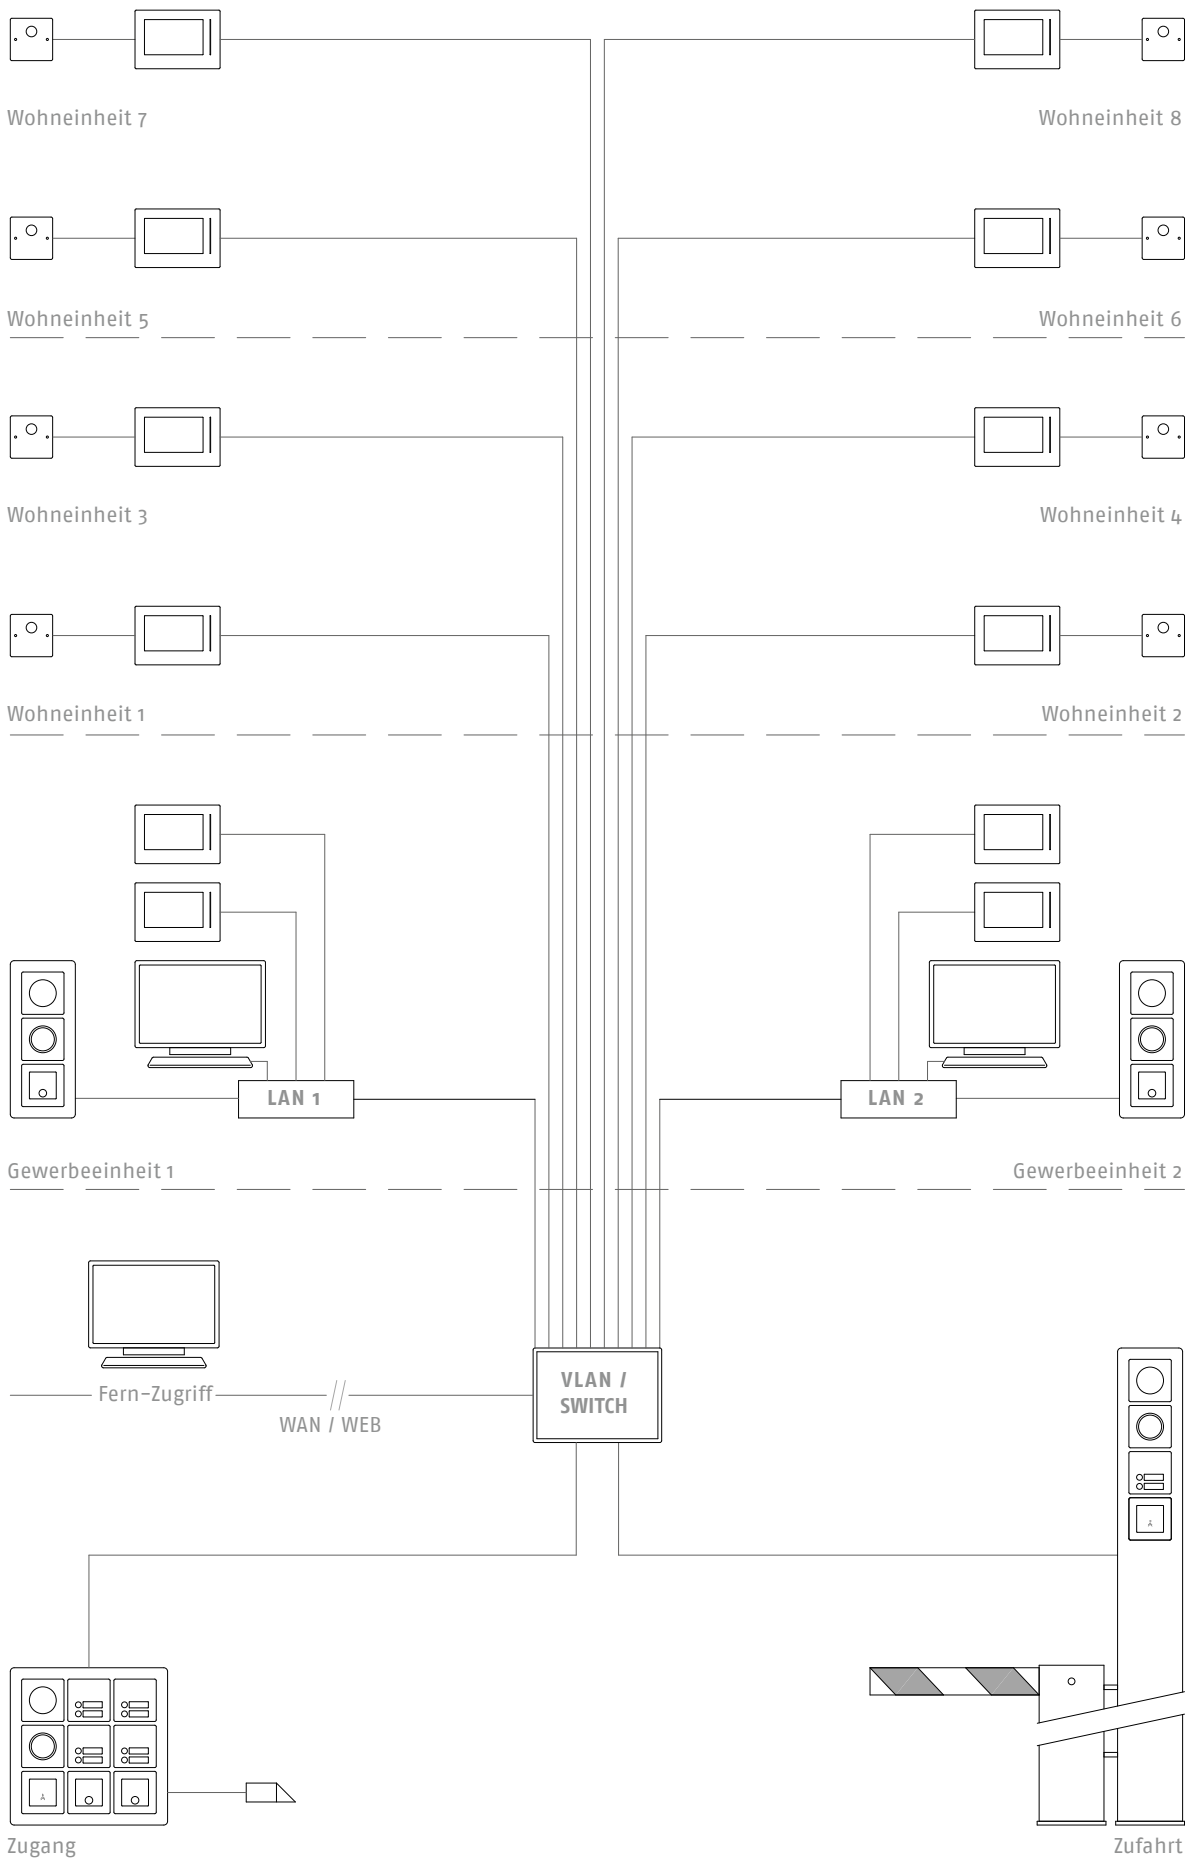 Wohneinheit 7
Wohneinheit 8
Wohneinheit 5
Wohneinheit 6
Wohneinheit 3
Wohneinheit 4
Wohneinheit 1
Wohneinheit 2
LAN 1
LAN 2
Gewerbeeinheit 1
Gewerbeeinheit 2
VLAN /
SWITCH
Fern-Zugriff
WAN / WEB
Zugang
Zufahrt